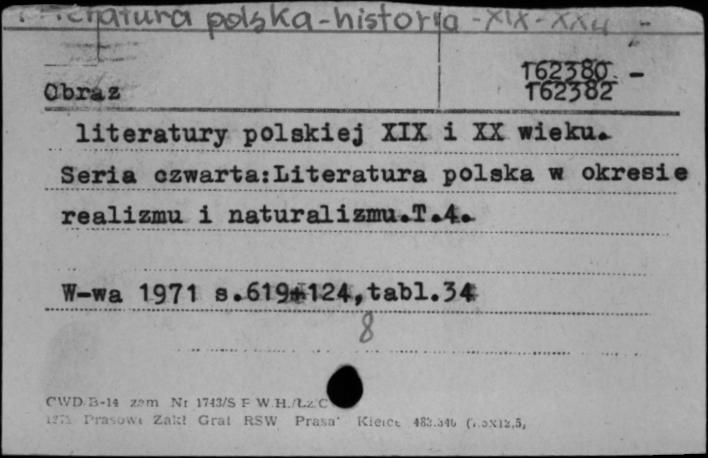 Literatura polska-historia-XIX-XXw
T62380 -
Obraz T62382
literatury polskiej XIX i XX wieku.
Seria czwarta:Literatura polska w okresie
realizmu i naturalizmu.T.4.
W-wa 1971 s.619+124,tabl.34
8
CWD B-14 zam Nr 1743/S F W.H./Łz.C
Prasowe Zakł Graf RSW Prasa Kielce